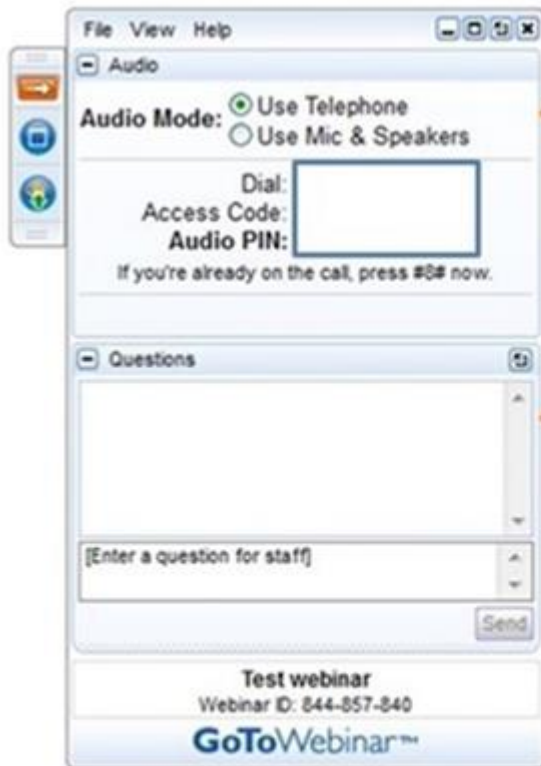 File View Help
Audio
Audio Mode: Use Telephone
Use Mic & Speakers
Dial:
Access Code:
Audio PIN:
If you're already on the call, press #8# now.
Questions
[Enter a question for staff]
Send
Test webinar
Webinar ID: 844-857-840
GoToWebinar™